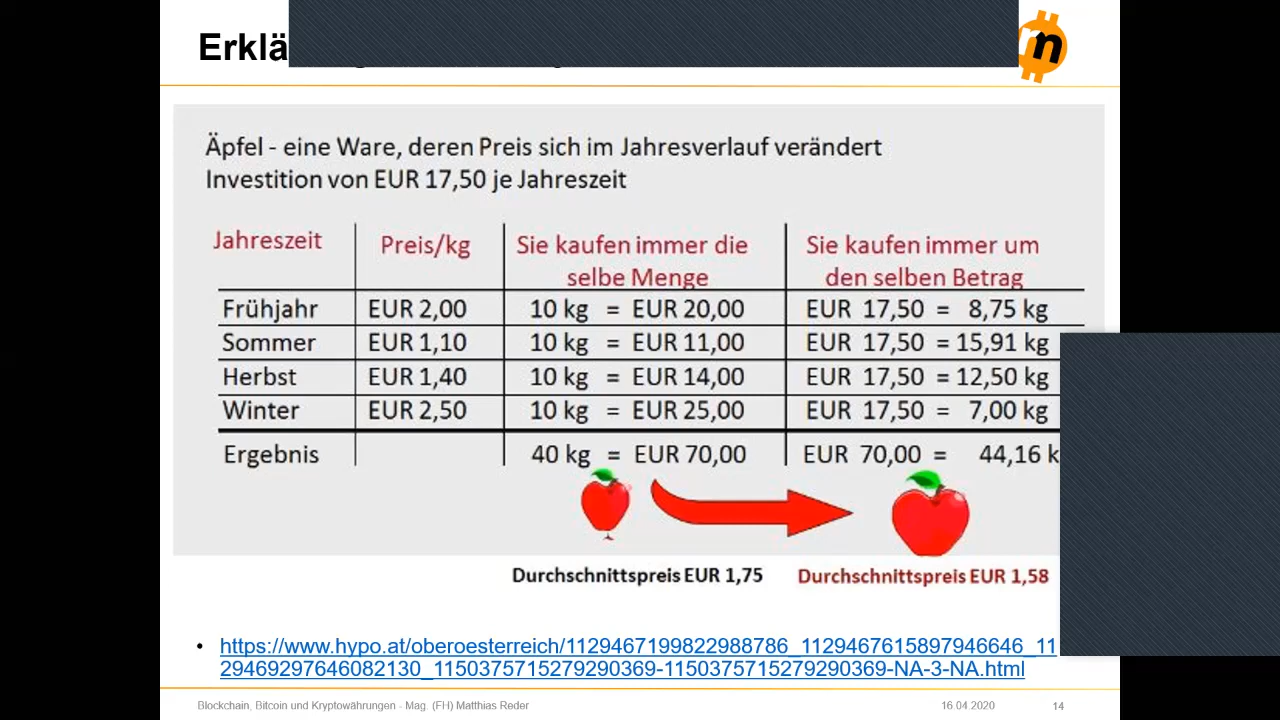 Äpfel - eine Ware, deren Preis sich im Jahresverlauf verändert
Investition von EUR 17,50 je Jahreszeit
Jahreszeit Preis/kg Sie kaufen immer die selbe Menge Sie kaufen immer um den selben Betrag
Frühjahr EUR 2,00 10 kg = EUR 20,00 EUR 17,50 = 8,75 kg
Sommer EUR 1,10 10 kg = EUR 11,00 EUR 17,50 = 15,91 kg
Herbst EUR 1,40 10 kg = EUR 14,00 EUR 17,50 = 12,50 kg
Winter EUR 2,50 10 kg = EUR 25,00 EUR 17,50 = 7,00 kg
Ergebnis 40 kg = EUR 70,00 EUR 70,00 = 44,16 k
Durchschnittspreis EUR 1,75 Durchschnittspreis EUR 1,58
• https://www.hypo.at/oberoesterreich/1129467199822988786_1129467615897946646_11
29469297646082130_1150375715279290369-1150375715279290369-NA-3-NA.html
Blockchain, Bitcoin und Kryptowährungen - Mag. (FH) Matthias Reder 16.04.2020 14